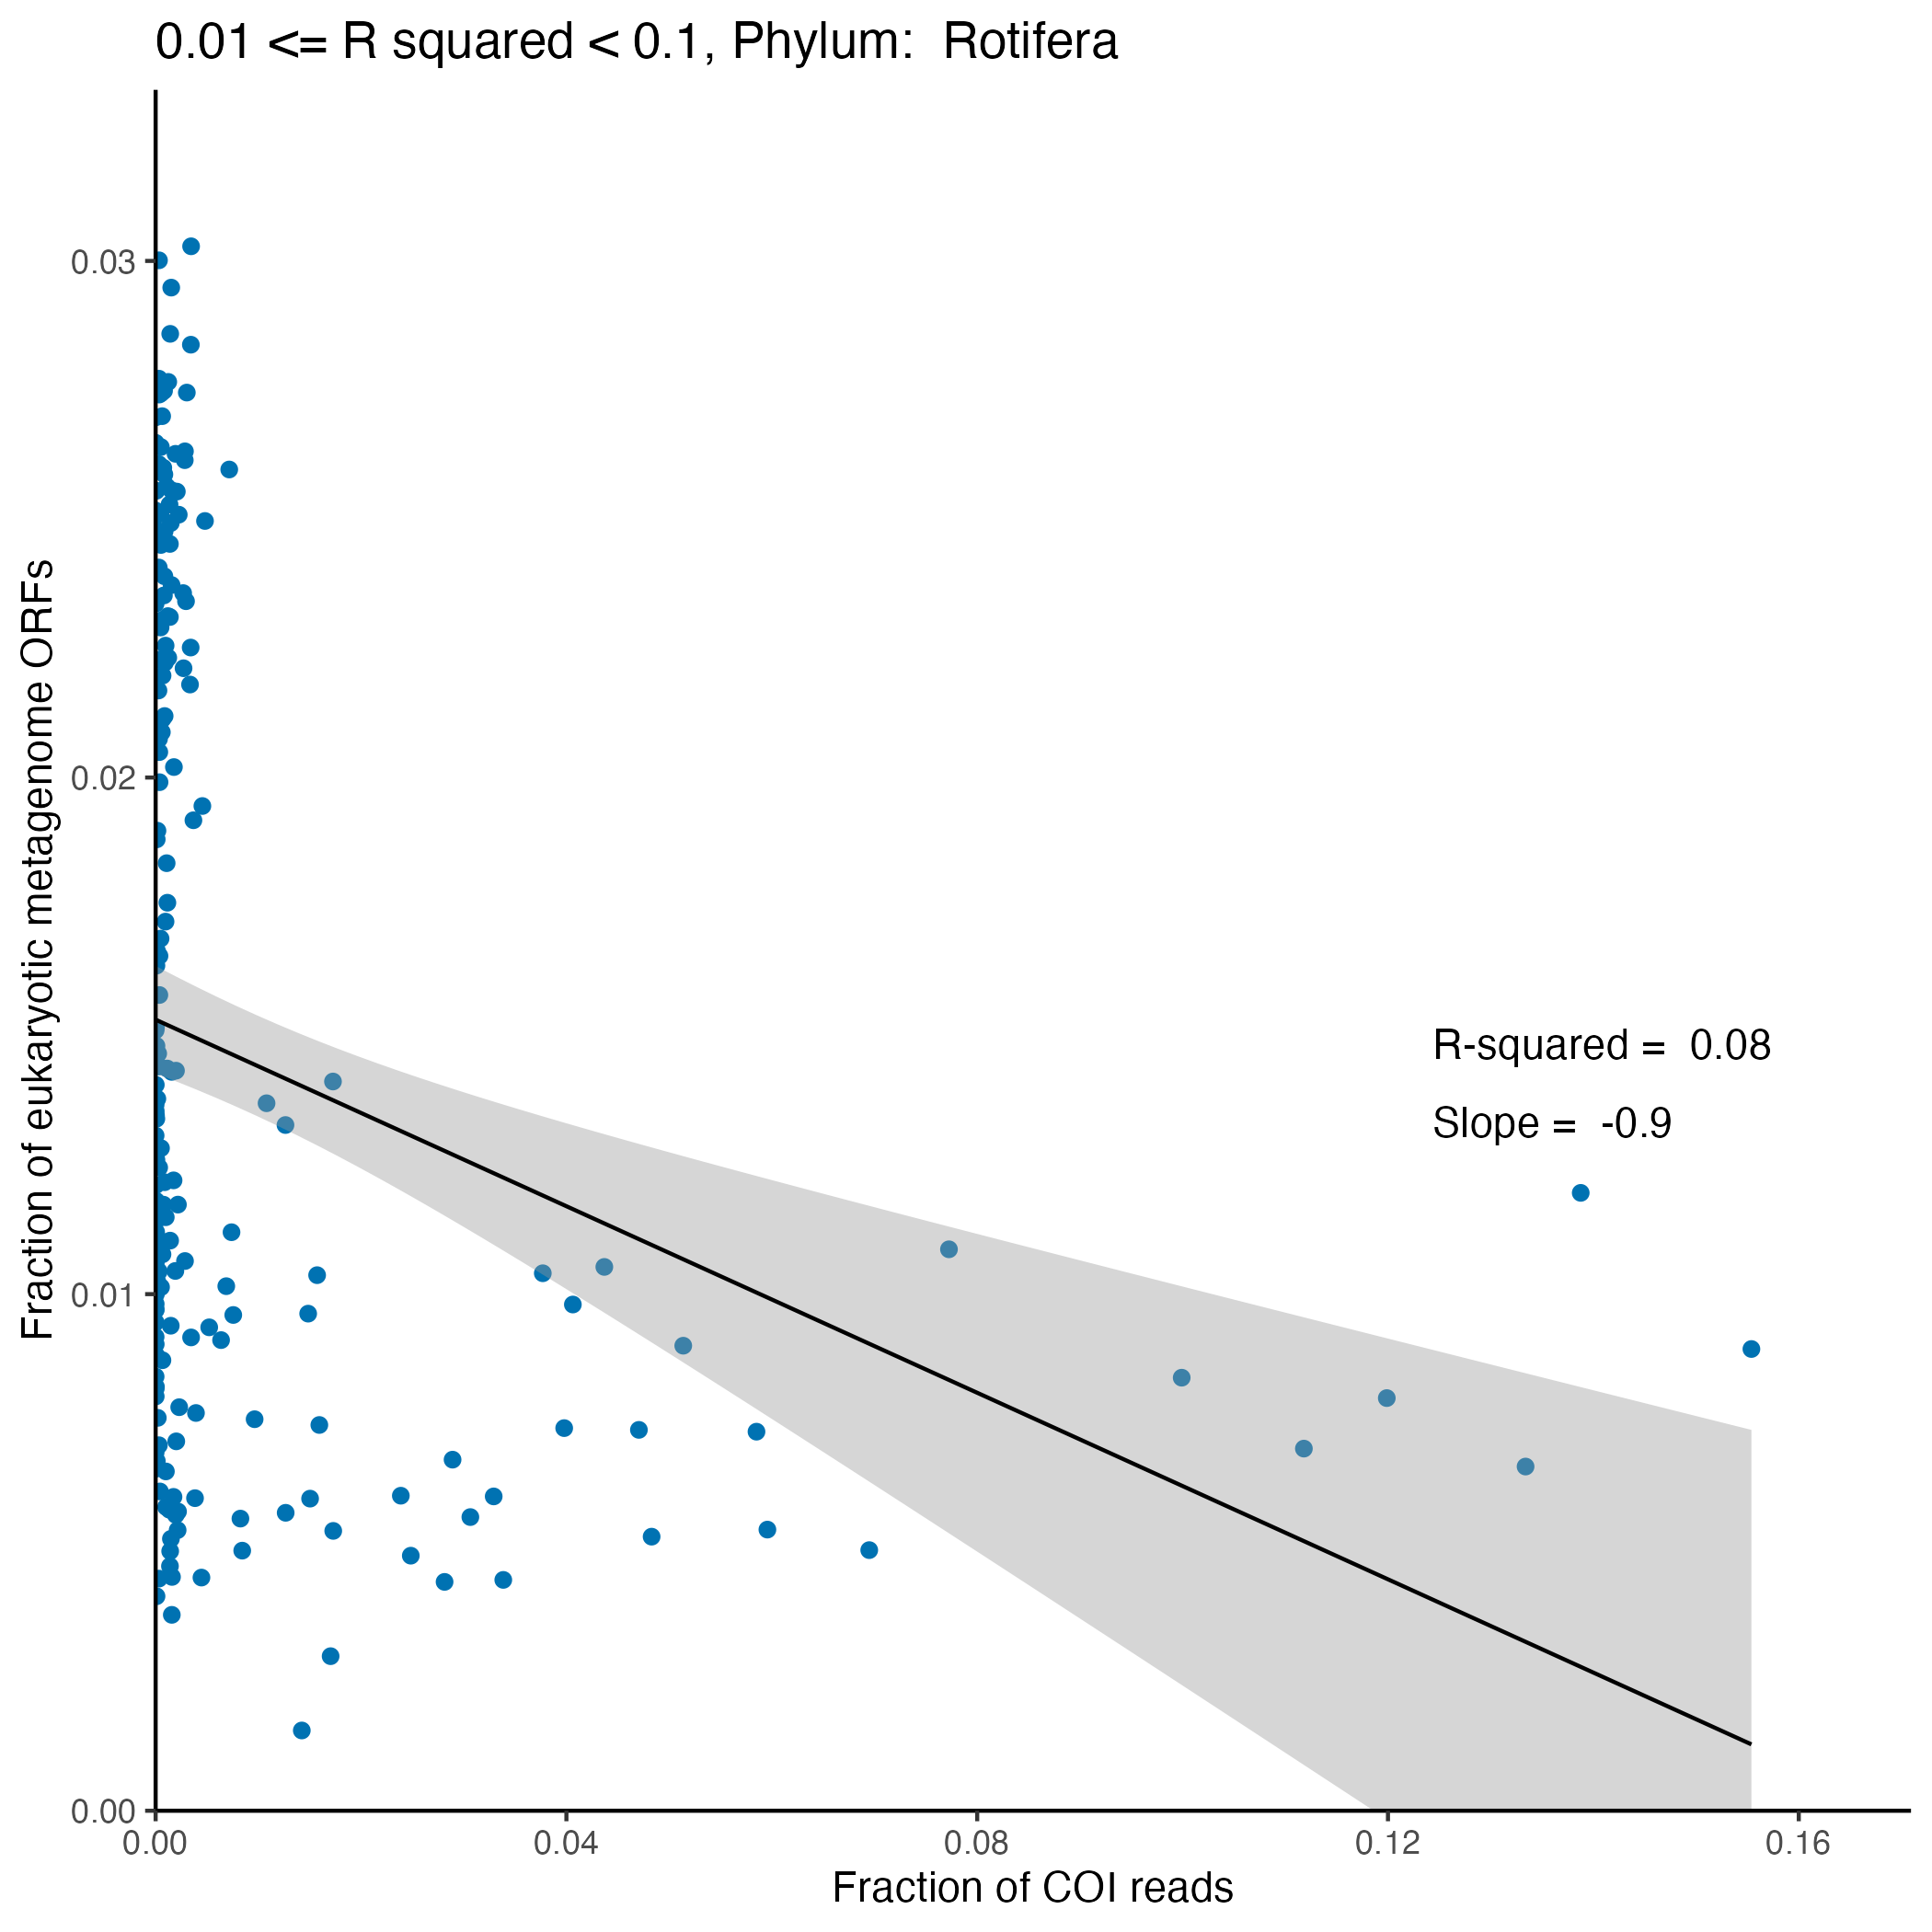 0.01 <= R squared < 0.1, Phylum:  Rotifera
Fraction of eukaryotic metagenome ORFs
0.03
0.02
0.01
0.00
R-squared =  0.08
Slope =  -0.9
0.00 0.04 0.08 0.12 0.16
Fraction of COI reads